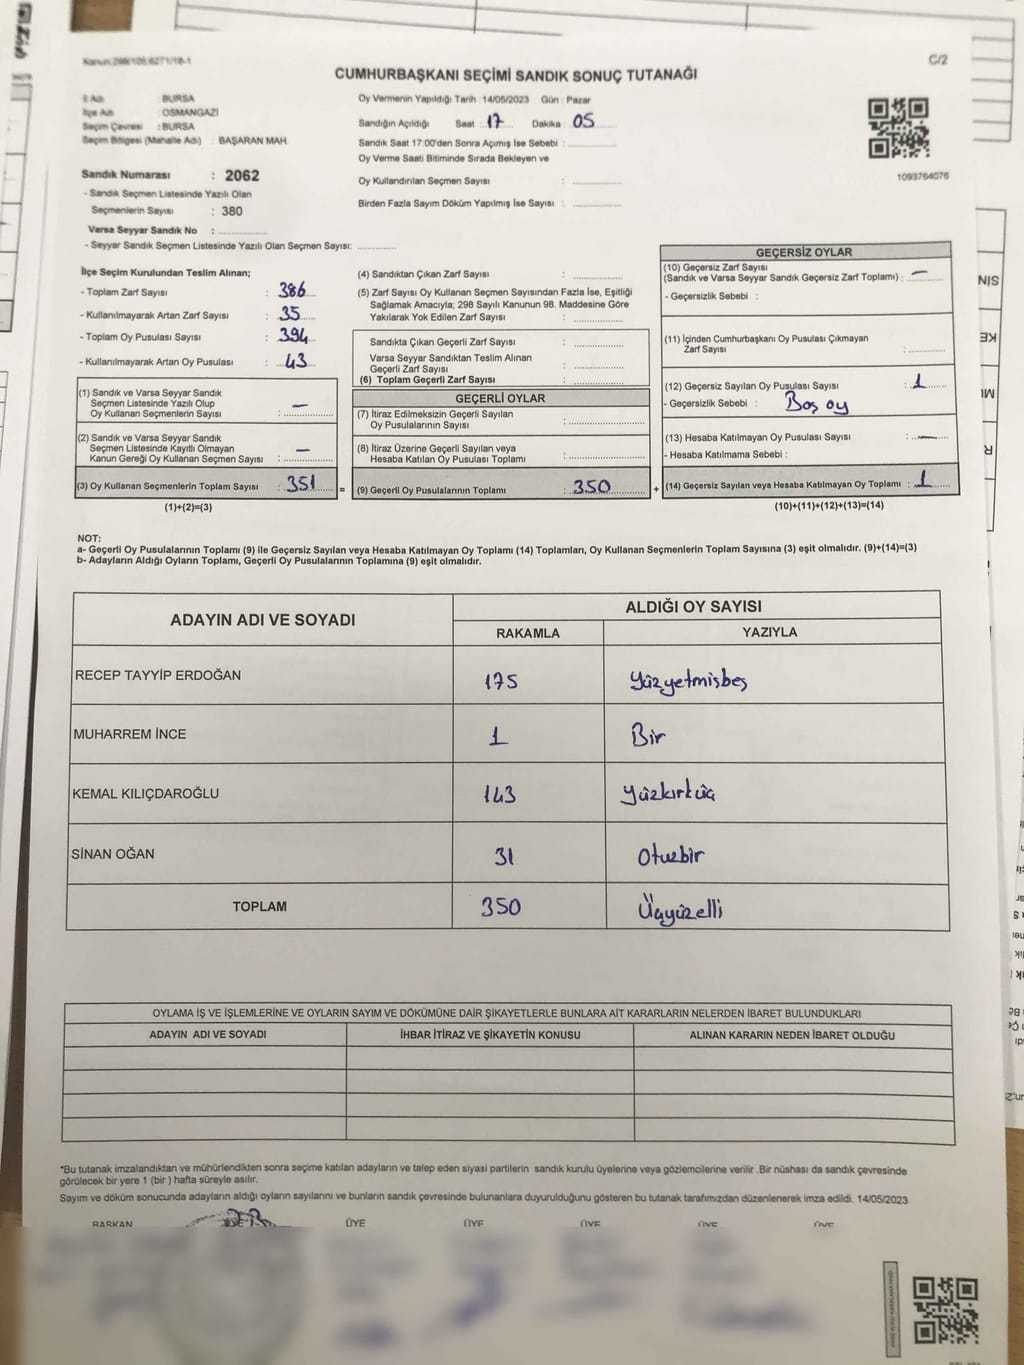 Kanun:298/105,6271/18-1
C/2
CUMHURBAŞKANI SEÇİMİ SANDIK SONUÇ TUTANAĞI
İl Adı : BURSA
İlçe Adı : OSMANGAZİ
Seçim Çevresi : BURSA
Seçim Bölgesi (Mahalle Adı) : BAŞARAN MAH
Sandık Numarası : 2062
- Sandık Seçmen Listesinde Yazılı Olan
Seçmenlerin Sayısı : 380
Varsa Seyyar Sandık No : ..............
- Seyyar Sandık Seçmen Listesinde Yazılı Olan Seçmen Sayısı: ..............
Oy Vermenin Yapıldığı Tarih :14/05/2023 Gün : Pazar
Sandığın Açıldığı Saat : 17 Dakika : 05
Sandık Saat 17:00'den Sonra Açımış İse Sebebi : ..............
Oy Verme Saati Bitiminde Sırada Bekleyen ve
Oy Kullandırılan Seçmen Sayısı : ..............
Birden Fazla Sayım Döküm Yapılmış İse Sayısı : ..............
1093764076
İlçe Seçim Kurulundan Teslim Alınan;
- Toplam Zarf Sayısı : 386
- Kullanılmayarak Artan Zarf Sayısı : 35
- Toplam Oy Pusulası Sayısı : 394
- Kullanılmayarak Artan Oy Pusulası : 43
(1) Sandık ve Varsa Seyyar Sandık
Seçmen Listesinde Yazılı Olup
Oy Kullanan Seçmenlerin Sayısı : —
(2) Sandık ve Varsa Seyyar Sandık
Seçmen Listesinde Kayıtlı Olmayan
Kanun Gereği Oy Kullanan Seçmen Sayısı : —
(3) Oy Kullanan Seçmenlerin Toplam Sayısı : 351 =
(1)+(2)=(3)
(4) Sandıktan Çıkan Zarf Sayısı : ..............
(5) Zarf Sayısı Oy Kullanan Seçmen Sayısından Fazla İse, Eşitliği
Sağlamak Amacıyla; 298 Sayılı Kanunun 98. Maddesine Göre
Yakılarak Yok Edilen Zarf Sayısı : ..............
Sandıkta Çıkan Geçerli Zarf Sayısı : ..............
Varsa Seyyar Sandıktan Teslim Alınan
Geçerli Zarf Sayısı : ..............
(6) Toplam Geçerli Zarf Sayısı : ..............
GEÇERLİ OYLAR
(7) İtiraz Edilmeksizin Geçerli Sayılan
Oy Pusulalarının Sayısı : ..............
(8) İtiraz Üzerine Geçerli Sayılan veya
Hesaba Katılan Oy Pusulası Toplamı : ..............
(9) Geçerli Oy Pusulalarının Toplamı : 350 +
GEÇERSİZ OYLAR
(10) Geçersiz Zarf Sayısı
(Sandık ve Varsa Seyyar Sandık Geçersiz Zarf Toplamı) : —
- Geçersizlik Sebebi :
(11) İçinden Cumhurbaşkanı Oy Pusulası Çıkmayan
Zarf Sayısı : ..............
(12) Geçersiz Sayılan Oy Pusulası Sayısı : 1
- Geçersizlik Sebebi : Boş oy
(13) Hesaba Katılmayan Oy Pusulası Sayısı : —
- Hesaba Katılmama Sebebi :
(14) Geçersiz Sayılan veya Hesaba Katılmayan Oy Toplamı : 1
(10)+(11)+(12)+(13)=(14)
NOT:
a- Geçerli Oy Pusulalarının Toplamı (9) ile Geçersiz Sayılan veya Hesaba Katılmayan Oy Toplamı (14) Toplamları, Oy Kullanan Seçmenlerin Toplam Sayısına (3) eşit olmalıdır. (9)+(14)=(3)
b- Adayların Aldığı Oyların Toplamı, Geçerli Oy Pusulalarının Toplamına (9) eşit olmalıdır.
ADAYIN ADI VE SOYADI ALDIĞI OY SAYISI
RAKAMLA YAZIYLA
RECEP TAYYİP ERDOĞAN 175 Yüzyetmişbeş
MUHARREM İNCE 1 Bir
KEMAL KILIÇDAROĞLU 143 Yüzkırküç
SİNAN OĞAN 31 Otuzbir
TOPLAM 350 Üçyüzelli
OYLAMA İŞ VE İŞLEMLERİNE VE OYLARIN SAYIM VE DÖKÜMÜNE DAİR ŞİKAYETLERLE BUNLARA AİT KARARLARIN NELERDEN İBARET BULUNDUKLARI
ADAYIN ADI VE SOYADI İHBAR İTİRAZ VE ŞİKAYETİN KONUSU ALINAN KARARIN NEDEN İBARET OLDUĞU
*Bu tutanak imzalandıktan ve mühürlendikten sonra seçime katılan adayların ve talep eden siyasi partilerin sandık kurulu üyelerine veya gözlemcilerine verilir .Bir nüshası da sandık çevresinde
görülecek bir yere 1 (bir ) hafta süreyle asılır.
Sayım ve döküm sonucunda adayların aldığı oyların sayılarını ve bunların sandık çevresinde bulunanlara duyurulduğunu gösteren bu tutanak tarafımızdan düzenlenerek imza edildi. 14/05/2023
BAŞKAN ÜYE ÜYE ÜYE ÜYE ÜYE